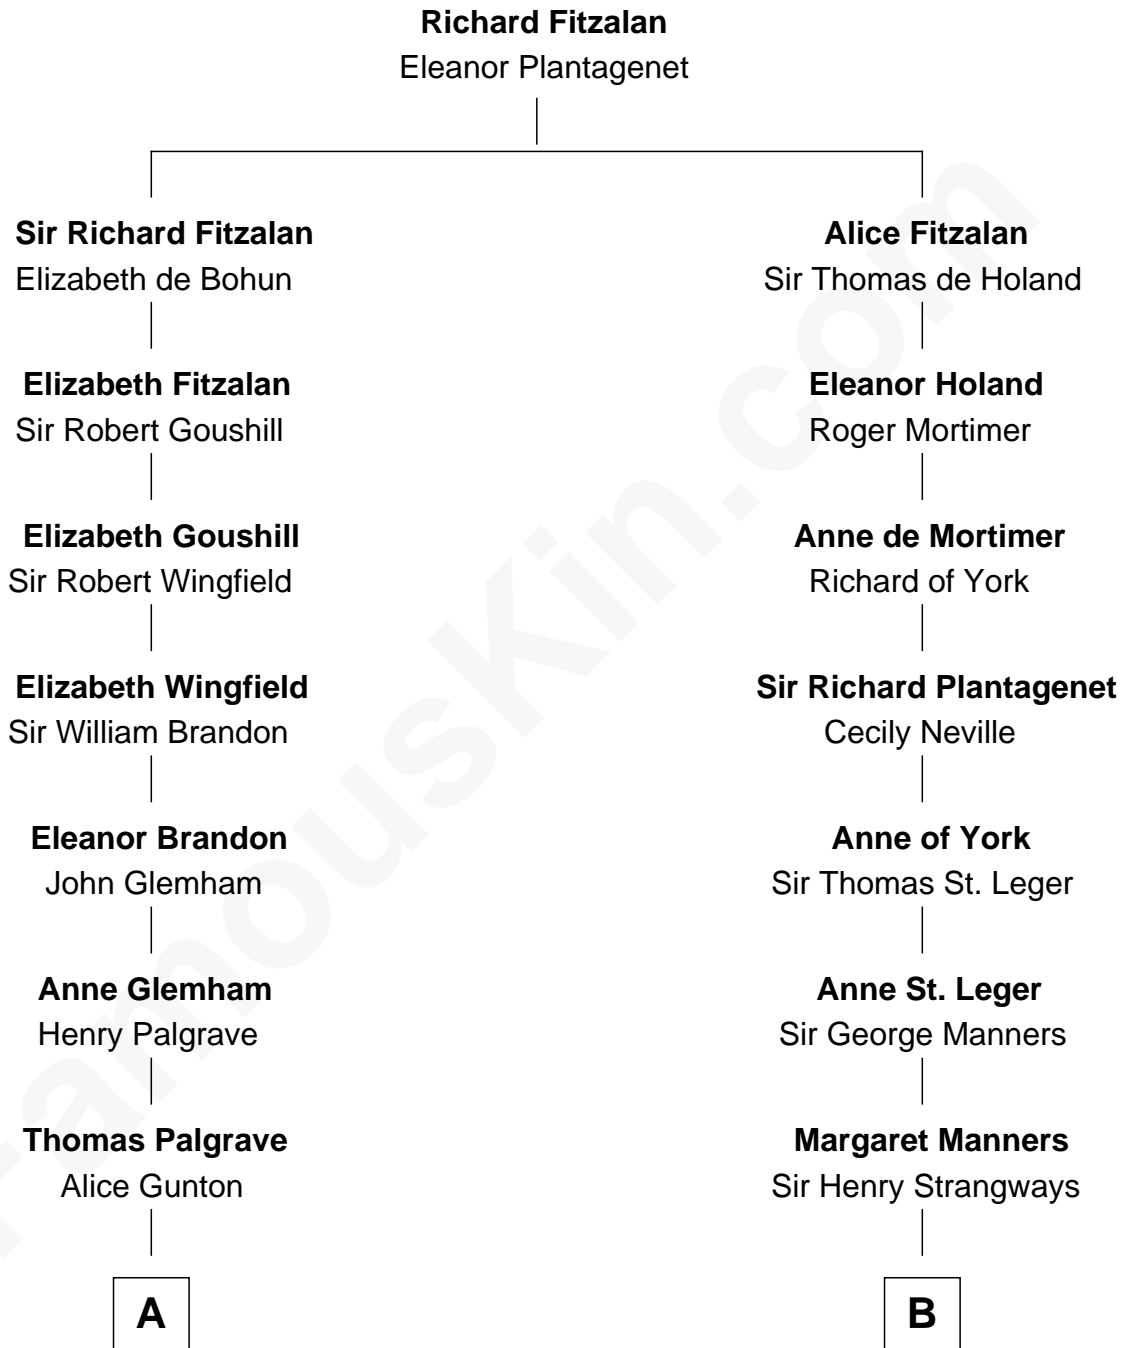 Richard Fitzalan
Eleanor Plantagenet
Sir Richard Fitzalan
Elizabeth de Bohun
Alice Fitzalan
Sir Thomas de Holand
Elizabeth Fitzalan
Sir Robert Goushill
Eleanor Holand
Roger Mortimer
Elizabeth Goushill
Sir Robert Wingfield
Anne de Mortimer
Richard of York
Elizabeth Wingfield
Sir William Brandon
Sir Richard Plantagenet
Cecily Neville
Eleanor Brandon
John Glemham
Anne of York
Sir Thomas St. Leger
Anne Glemham
Henry Palgrave
Anne St. Leger
Sir George Manners
Thomas Palgrave
Alice Gunton
Margaret Manners
Sir Henry Strangways
A
B
FamousKin.com